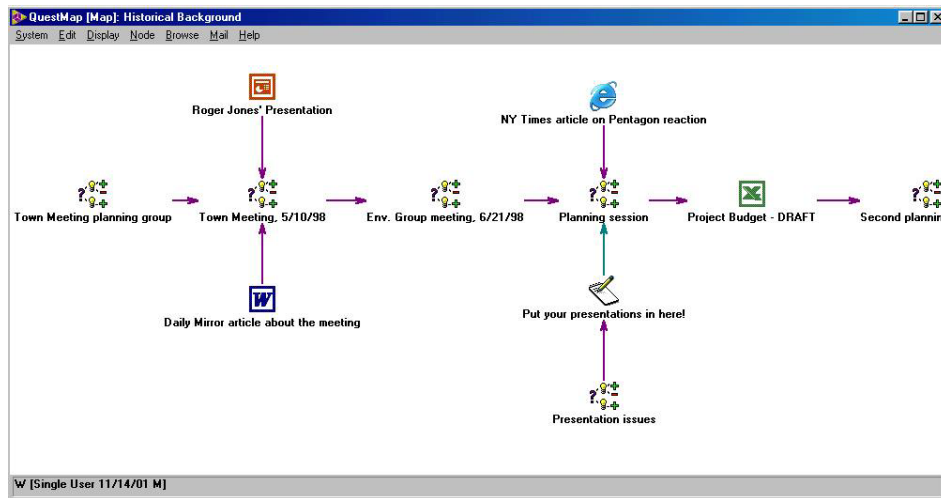 QuestMap [Map]: Historical Background
System Edit Display Node Browse Mail Help
Roger Jones' Presentation
NY Times article on Pentagon reaction
Town Meeting planning group
Town Meeting, 5/10/98
Env. Group meeting, 6/21/98
Planning session
Project Budget - DRAFT
Second plannin
Daily Mirror article about the meeting
Put your presentations in here!
Presentation issues
W [Single User 11/14/01 M]